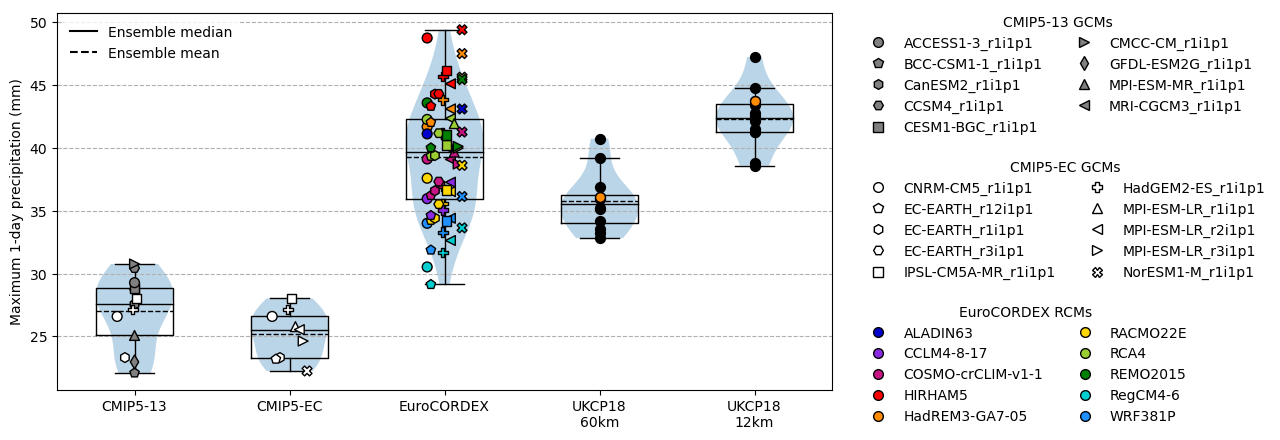 Maximum 1-day precipitation (mm)
50
45
40
35
30
25
Ensemble median
Ensemble mean
CMIP5-13
CMIP5-EC
EuroCORDEX
UKCP18
60km
UKCP18
12km
CMIP5-13 GCMs
ACCESS1-3_r1i1p1
BCC-CSM1-1_r1i1p1
CanESM2_r1i1p1
CCSM4_r1i1p1
CESM1-BGC_r1i1p1
CMCC-CM_r1i1p1
GFDL-ESM2G_r1i1p1
MPI-ESM-MR_r1i1p1
MRI-CGCM3_r1i1p1
CMIP5-EC GCMs
CNRM-CM5_r1i1p1
EC-EARTH_r12i1p1
EC-EARTH_r1i1p1
EC-EARTH_r3i1p1
IPSL-CM5A-MR_r1i1p1
HadGEM2-ES_r1i1p1
MPI-ESM-LR_r1i1p1
MPI-ESM-LR_r2i1p1
MPI-ESM-LR_r3i1p1
NorESM1-M_r1i1p1
EuroCORDEX RCMs
ALADIN63
CCLM4-8-17
COSMO-crCLIM-v1-1
HIRHAM5
HadREM3-GA7-05
RACMO22E
RCA4
REMO2015
RegCM4-6
WRF381P